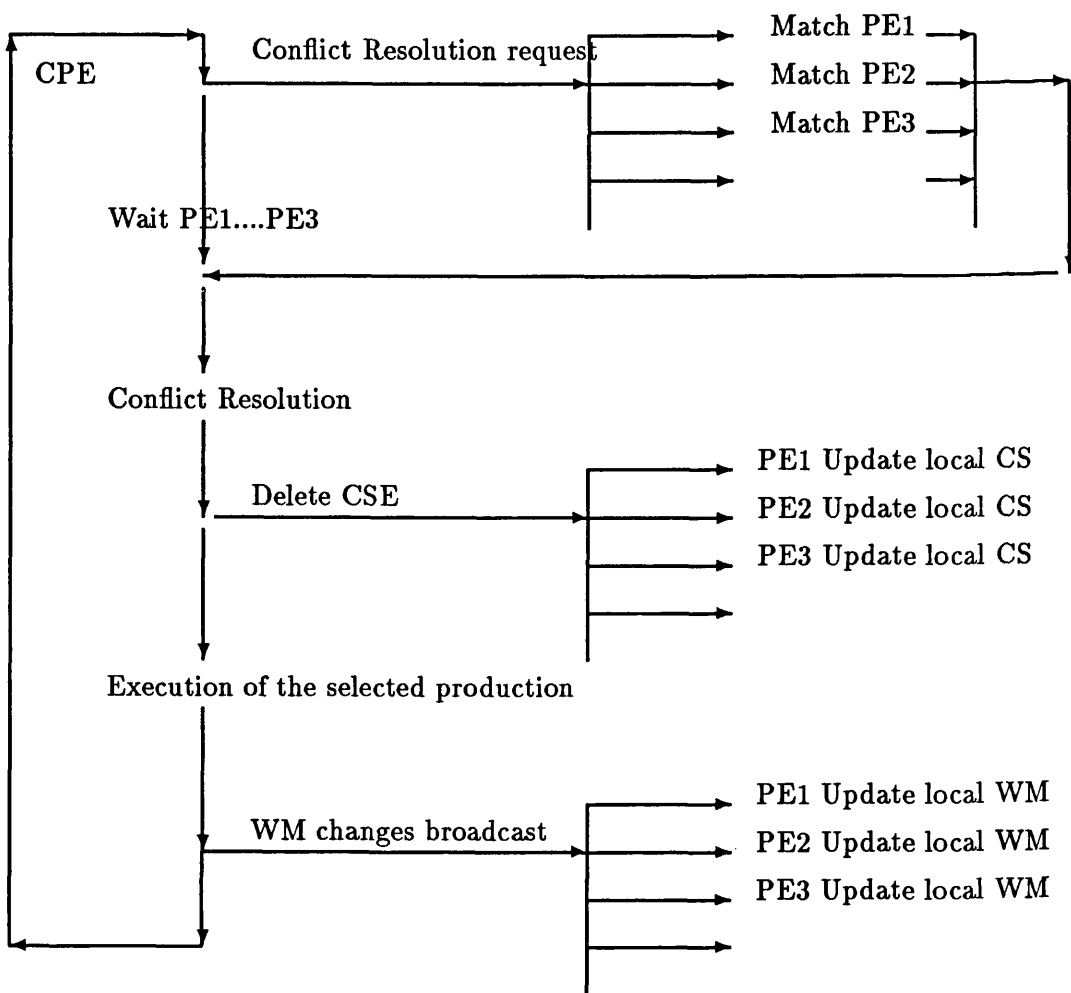 Match PE1
Conflict Resolution request
CPE
Match PE2
Match PE3
Wait PE1....PE3
Conflict Resolution
PE1 Update local CS
Delete CSE
PE2 Update local CS
PE3 Update local CS
Execution of the selected production
PE1 Update local WM
WM changes broadcast
PE2 Update local WM
PE3 Update local WM